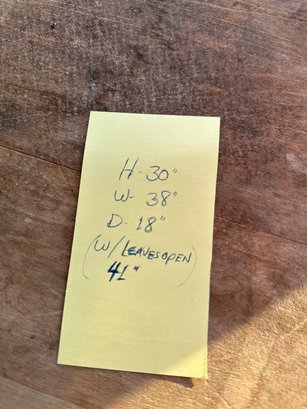 H-30"
W-38"
D-18"
(W/LEAVES OPEN)
41"